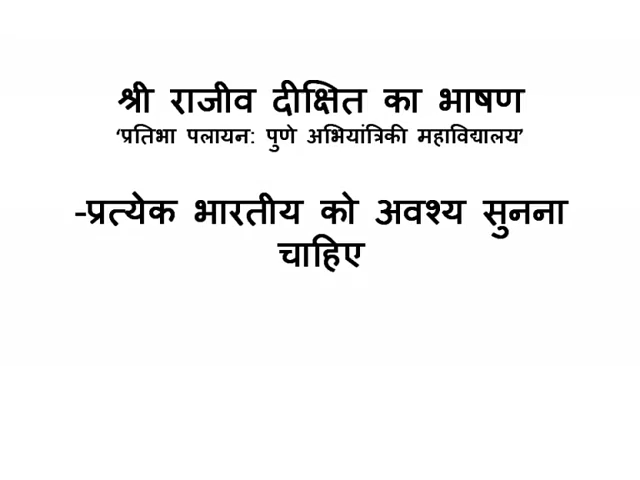 श्री राजीव दीक्षित का भाषण
‘प्रतिभा पलायन: पुणे अभियांत्रिकी महाविद्यालय’
-प्रत्येक भारतीय को अवश्य सुनना
चाहिए